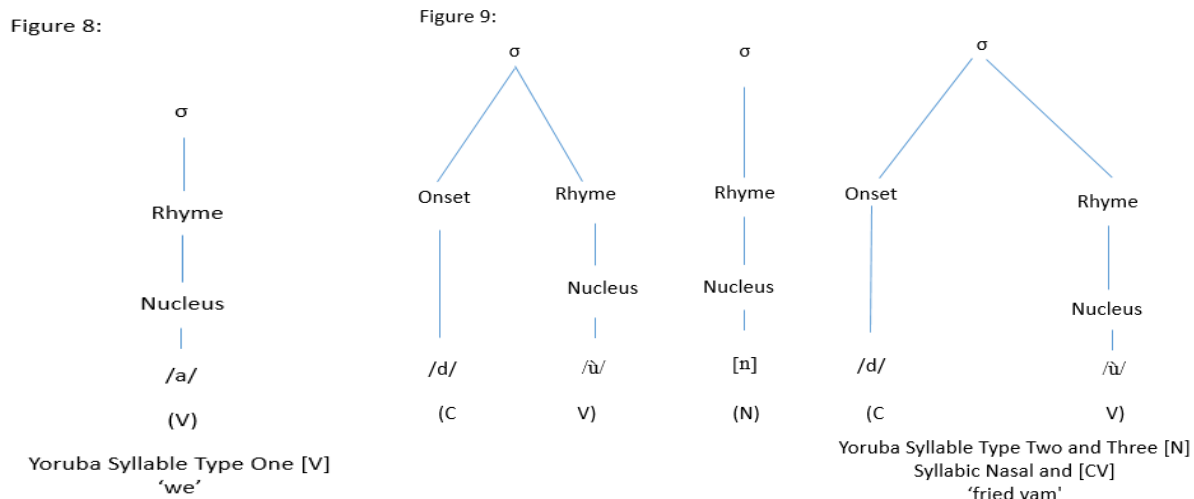 Figure 8:
σ
Rhyme
Nucleus
/a/
(V)
Yoruba Syllable Type One [V]
‘we’
Figure 9:
σ σ σ
Onset Rhyme Rhyme Onset Rhyme
Nucleus Nucleus Nucleus
/d/ /ù/ [n] /d/ /ù/
(C V) (N) (C V)
Yoruba Syllable Type Two and Three [N]
Syllabic Nasal and [CV]
‘fried yam'